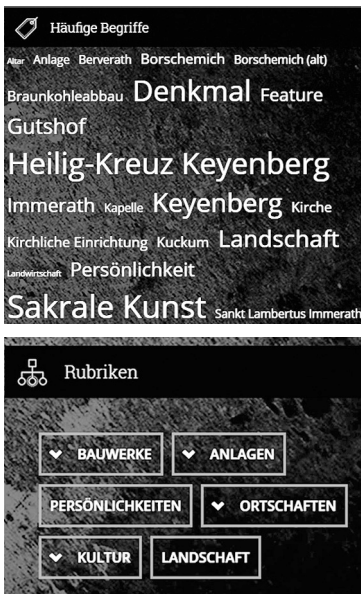 Häufige Begriffe
Altar Anlage Berverath Borschemich Borschemich (alt)
Braunkohleabbau Denkmal Feature
Gutshof
Heilig-Kreuz Keyenberg
Immerath Kapelle Keyenberg Kirche
Kirchliche Einrichtung Kuckum Landschaft
Landwirtschaft Persönlichkeit
Sakrale Kunst Sankt Lambertus Immerath
Rubriken
BAUWERKE ANLAGEN
PERSÖNLICHKEITEN ORTSCHAFTEN
KULTUR LANDSCHAFT